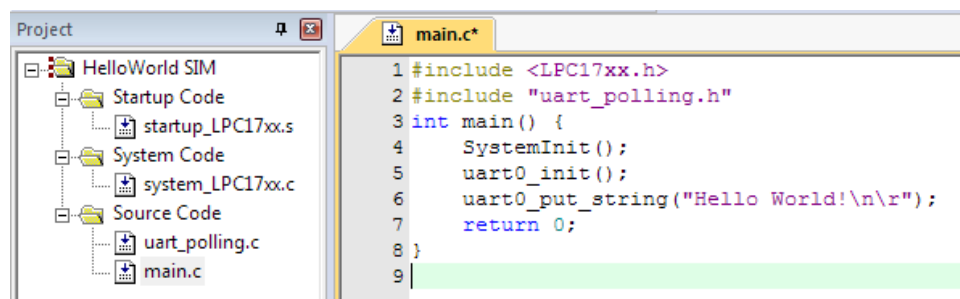 Project
HelloWorld SIM
Startup Code
startup_LPC17xx.s
System Code
system_LPC17xx.c
Source Code
uart_polling.c
main.c
main.c*
1 #include <LPC17xx.h>
2 #include "uart_polling.h"
3 int main() {
4     SystemInit();
5     uart0_init();
6     uart0_put_string("Hello World!\n\r");
7     return 0;
8 }
9